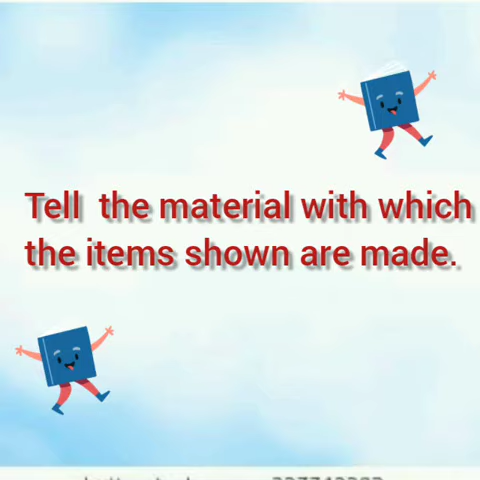 Tell the material with which
the items shown are made.